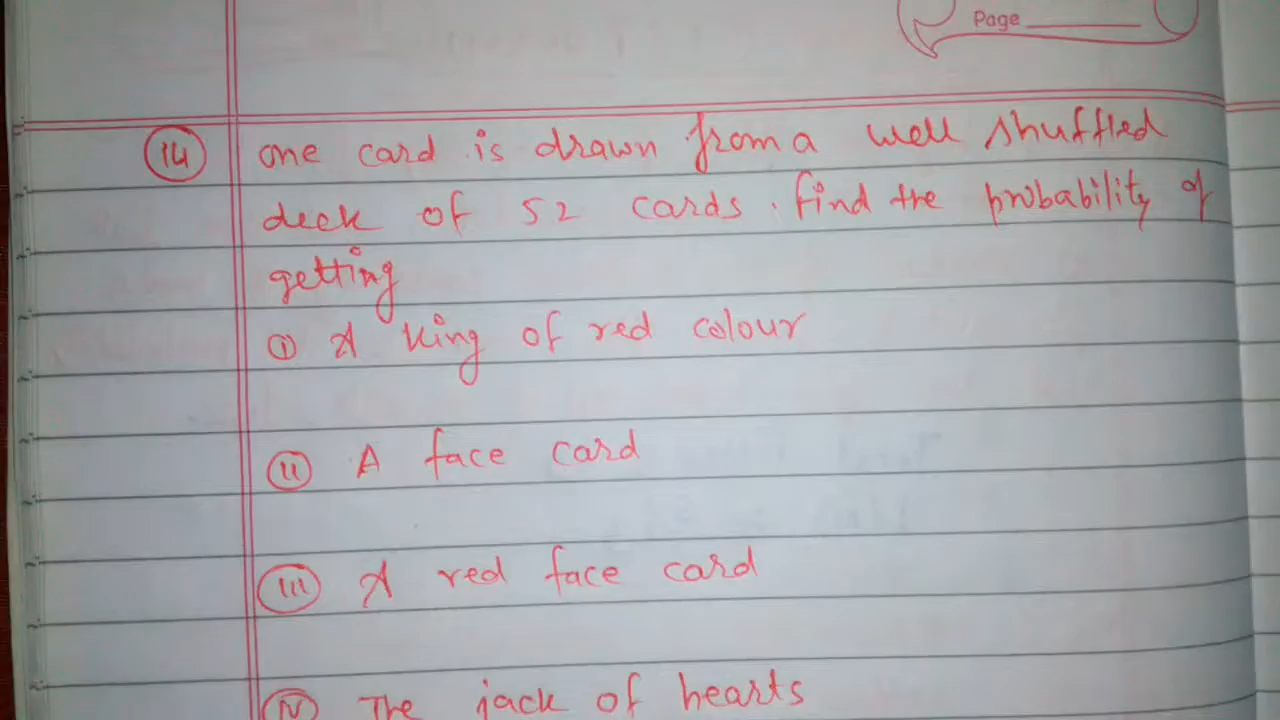 Page
14 one card is drawn from a well shuffled
deck of 52 cards. find the probability of
getting
(i) A king of red colour
(ii) A face card
(iii) A red face card
(iv) The jack of hearts